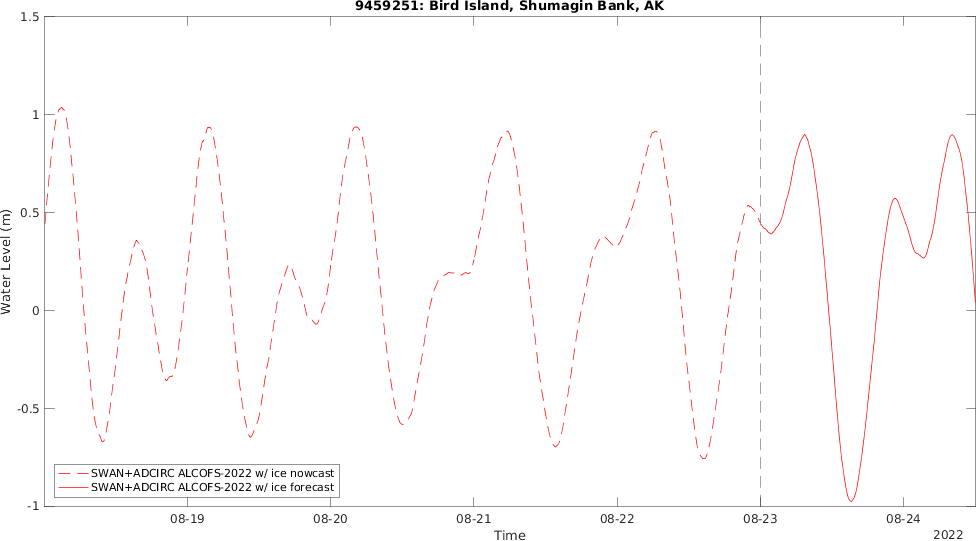 9459251: Bird Island, Shumagin Bank, AK
1.5
1
0.5
0
-0.5
-1
Water Level (m)
SWAN+ADCIRC ALCOFS-2022 w/ ice nowcast
SWAN+ADCIRC ALCOFS-2022 w/ ice forecast
08-19 08-20 08-21 08-22 08-23 08-24
Time
2022